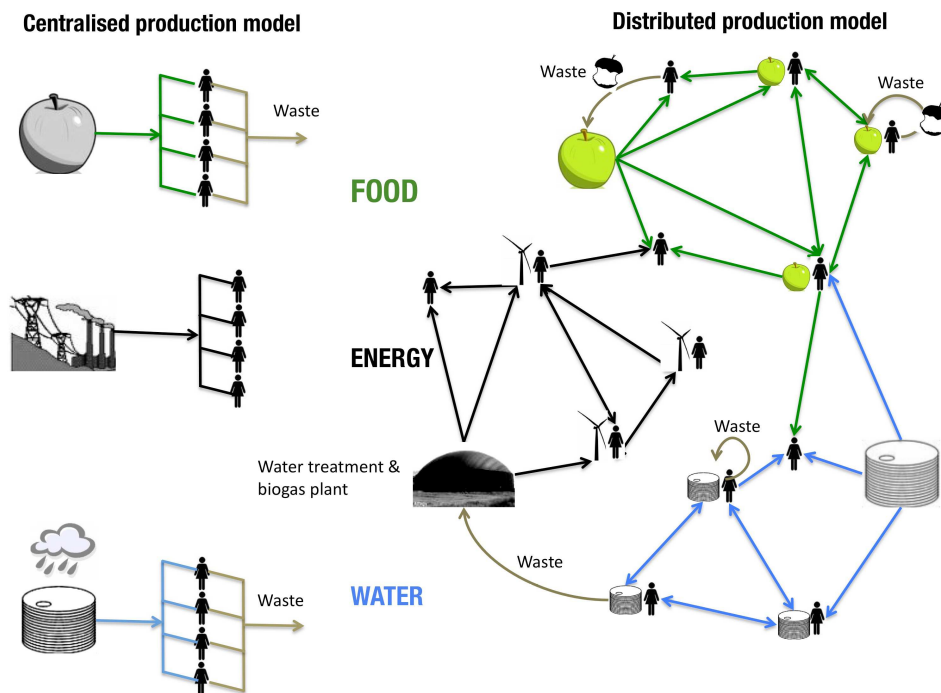 Centralised production model
Distributed production model
Waste
Waste
Waste
FOOD
ENERGY
Waste
Water treatment &
biogas plant
Waste
Waste
WATER